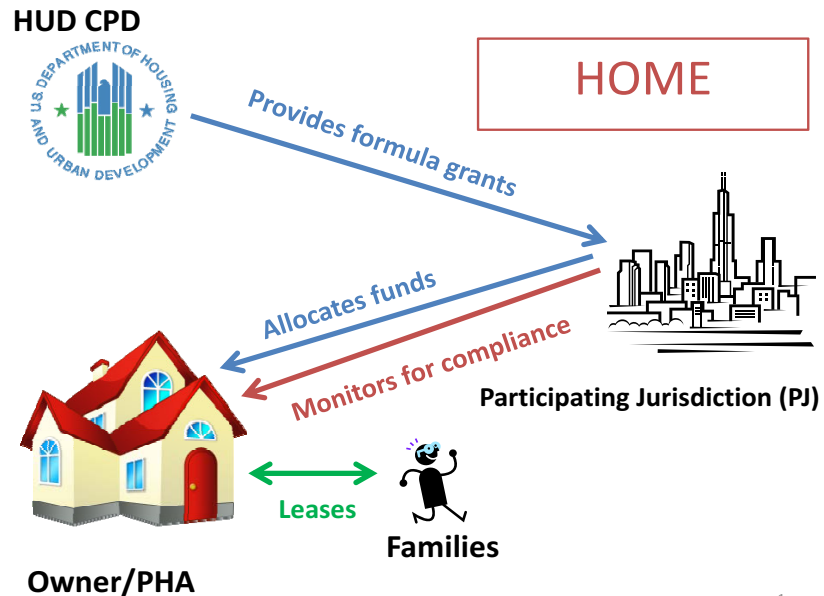 HUD CPD
U.S. DEPARTMENT OF HOUSING
AND URBAN DEVELOPMENT
HOME
Provides formula grants
Allocates funds
Monitors for compliance
Participating Jurisdiction (PJ)
Leases
Families
Owner/PHA